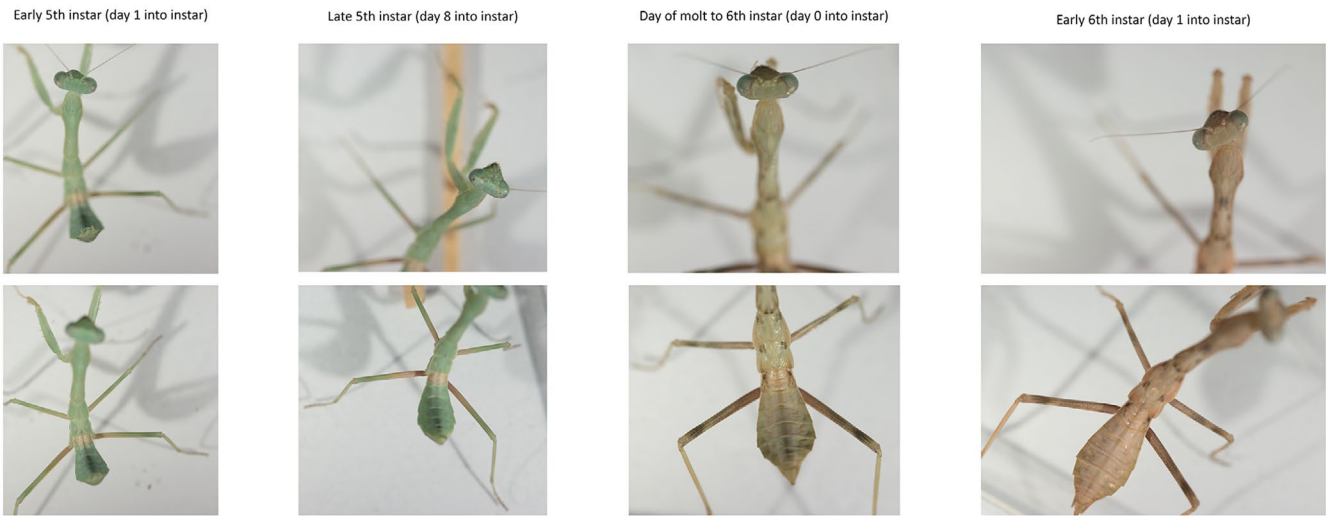 Early 5th instar (day 1 into instar)
Late 5th instar (day 8 into instar)
Day of molt to 6th instar (day 0 into instar)
Early 6th instar (day 1 into instar)